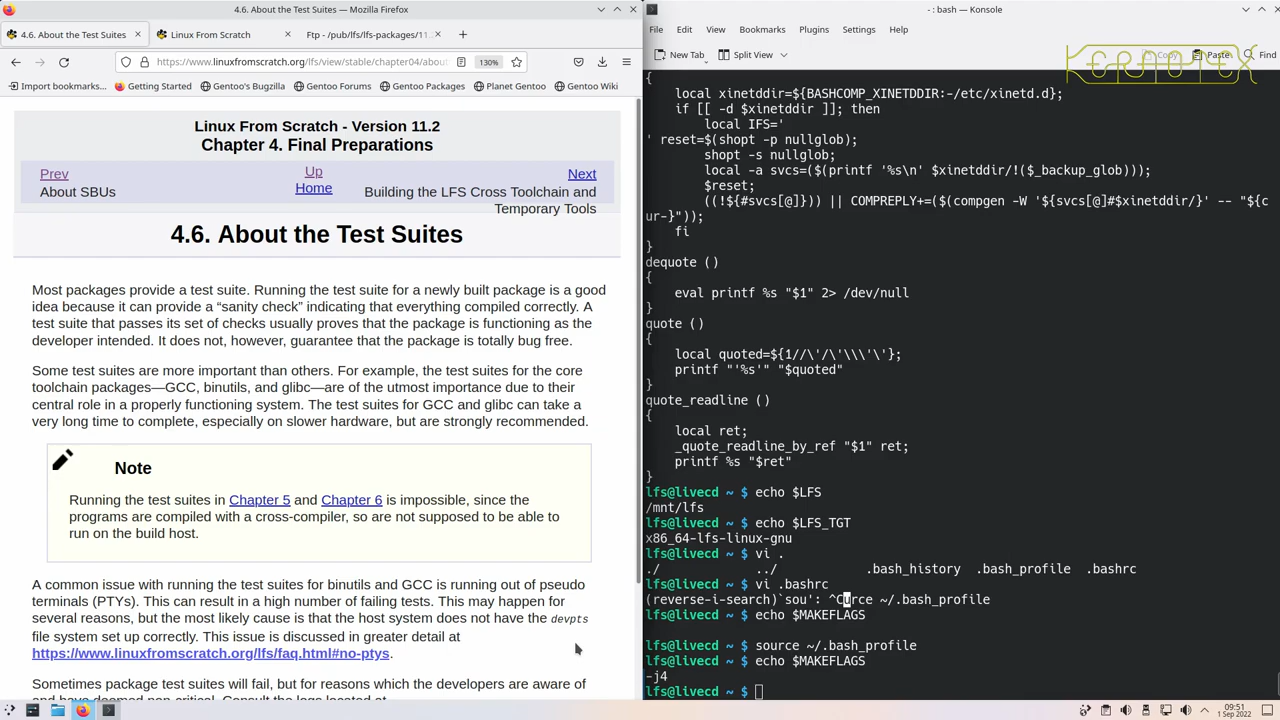 4.6. About the Test Suites — Mozilla Firefox
4.6. About the Test Suites
Linux From Scratch
Ftp - /pub/lfs/lfs-packages/11.
https://www.linuxfromscratch.org/lfs/view/stable/chapter04/abou
130%
Import bookmarks...
Getting Started
Gentoo's Bugzilla
Gentoo Forums
Gentoo Packages
Planet Gentoo
Gentoo Wiki
Linux From Scratch - Version 11.2
Chapter 4. Final Preparations
Prev
Up
Next
About SBUs
Home
Building the LFS Cross Toolchain and
Temporary Tools
4.6. About the Test Suites
Most packages provide a test suite. Running the test suite for a newly built package is a good
idea because it can provide a “sanity check” indicating that everything compiled correctly. A
test suite that passes its set of checks usually proves that the package is functioning as the
developer intended. It does not, however, guarantee that the package is totally bug free.
Some test suites are more important than others. For example, the test suites for the core
toolchain packages—GCC, binutils, and glibc—are of the utmost importance due to their
central role in a properly functioning system. The test suites for GCC and glibc can take a
very long time to complete, especially on slower hardware, but are strongly recommended.
Note
Running the test suites in Chapter 5 and Chapter 6 is impossible, since the
programs are compiled with a cross-compiler, so are not supposed to be able to
run on the build host.
A common issue with running the test suites for binutils and GCC is running out of pseudo
terminals (PTYs). This can result in a high number of failing tests. This may happen for
several reasons, but the most likely cause is that the host system does not have the devpts
file system set up correctly. This issue is discussed in greater detail at
https://www.linuxfromscratch.org/lfs/faq.html#no-ptys.
Sometimes package test suites will fail, but for reasons which the developers are aware of
- : bash — Konsole
File Edit View Bookmarks Plugins Settings Help
New Tab
Split View
Copy
Paste
Find
{
local xinetddir=${BASHCOMP_XINETDDIR:-/etc/xinetd.d};
if [[ -d $xinetddir ]]; then
local IFS='
' reset=$(shopt -p nullglob);
shopt -s nullglob;
local -a svcs=($(printf '%s\n' $xinetddir/!($_backup_glob)));
$reset;
((!${#svcs[@]})) || COMPREPLY+=($(compgen -W '${svcs[@]#$xinetddir/}' -- "${c
ur-}"));
fi
}
dequote ()
{
eval printf %s "$1" 2> /dev/null
}
quote ()
{
local quoted=${1//\'/\'\\\'\'};
printf "'%s'" "$quoted"
}
quote_readline ()
{
local ret;
_quote_readline_by_ref "$1" ret;
printf %s "$ret"
}
lfs@livecd ~ $ echo $LFS
/mnt/lfs
lfs@livecd ~ $ echo $LFS_TGT
x86_64-lfs-linux-gnu
lfs@livecd ~ $ vi .
./ ../ .bash_history .bash_profile .bashrc
lfs@livecd ~ $ vi .bashrc
(reverse-i-search)`sou': ^Curce ~/.bash_profile
lfs@livecd ~ $ echo $MAKEFLAGS
lfs@livecd ~ $ source ~/.bash_profile
lfs@livecd ~ $ echo $MAKEFLAGS
-j4
lfs@livecd ~ $
09:51
1 Sep 2022